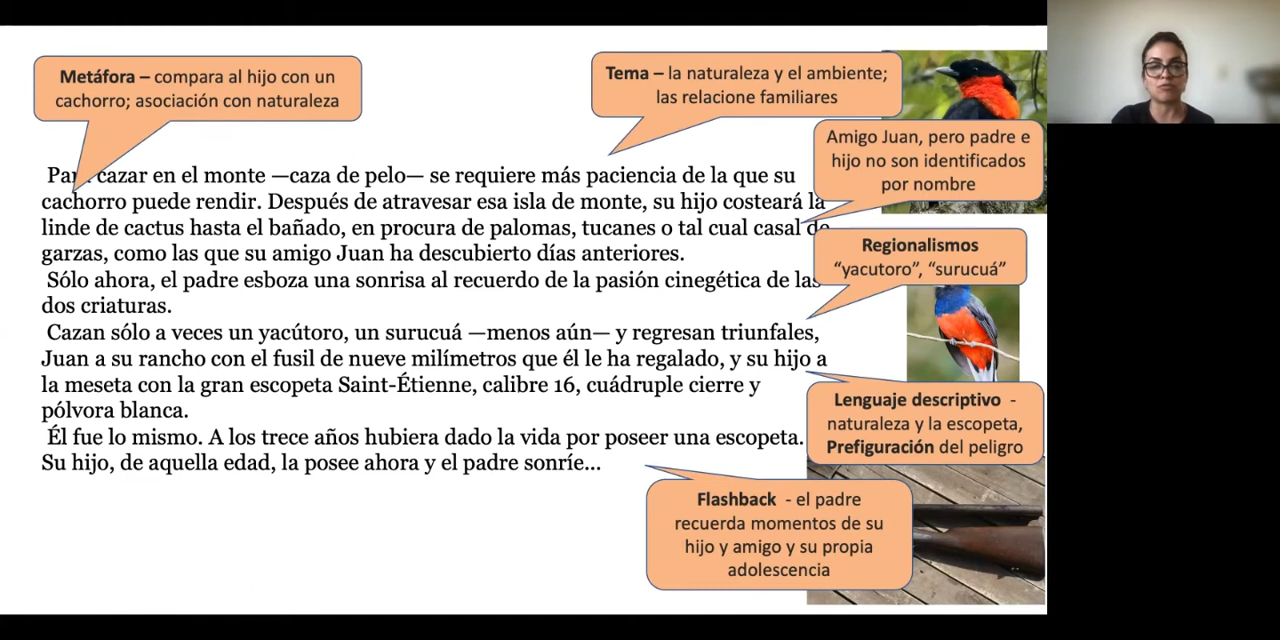 Metáfora – compara al hijo con un
cachorro; asociación con naturaleza
Tema – la naturaleza y el ambiente;
las relacione familiares
Amigo Juan, pero padre e
hijo no son identificados
por nombre
Para cazar en el monte —caza de pelo— se requiere más paciencia de la que su
cachorro puede rendir. Después de atravesar esa isla de monte, su hijo costeará la
linde de cactus hasta el bañado, en procura de palomas, tucanes o tal cual casal de
garzas, como las que su amigo Juan ha descubierto días anteriores.
Sólo ahora, el padre esboza una sonrisa al recuerdo de la pasión cinegética de las
dos criaturas.
Cazan sólo a veces un yacútoro, un surucuá —menos aún— y regresan triunfales,
Juan a su rancho con el fusil de nueve milímetros que él le ha regalado, y su hijo a
la meseta con la gran escopeta Saint-Étienne, calibre 16, cuádruple cierre y
pólvora blanca.
Él fue lo mismo. A los trece años hubiera dado la vida por poseer una escopeta.
Su hijo, de aquella edad, la posee ahora y el padre sonríe...
Regionalismos
“yacutoro”, “surucuá”
Lenguaje descriptivo -
naturaleza y la escopeta,
Prefiguración del peligro
Flashback - el padre
recuerda momentos de su
hijo y amigo y su propia
adolescencia